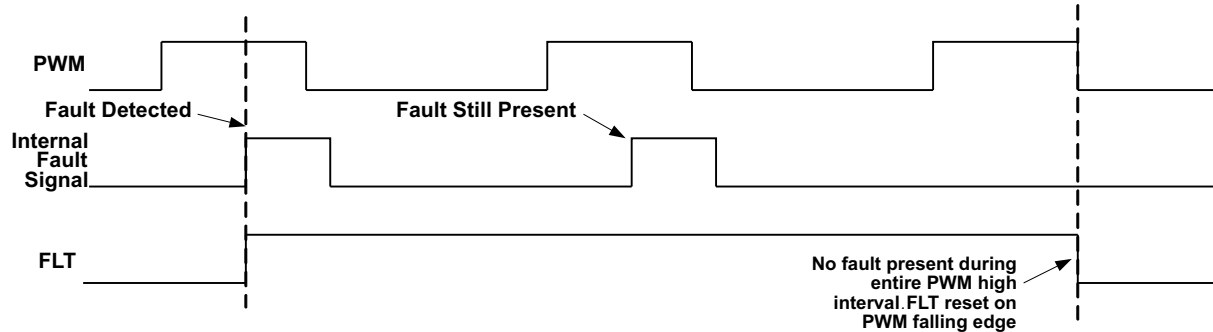 PWM
Fault Detected
Fault Still Present
Internal
Fault
Signal
FLT
No fault present during
entire PWM high
interval.FLT reset on
PWM falling edge